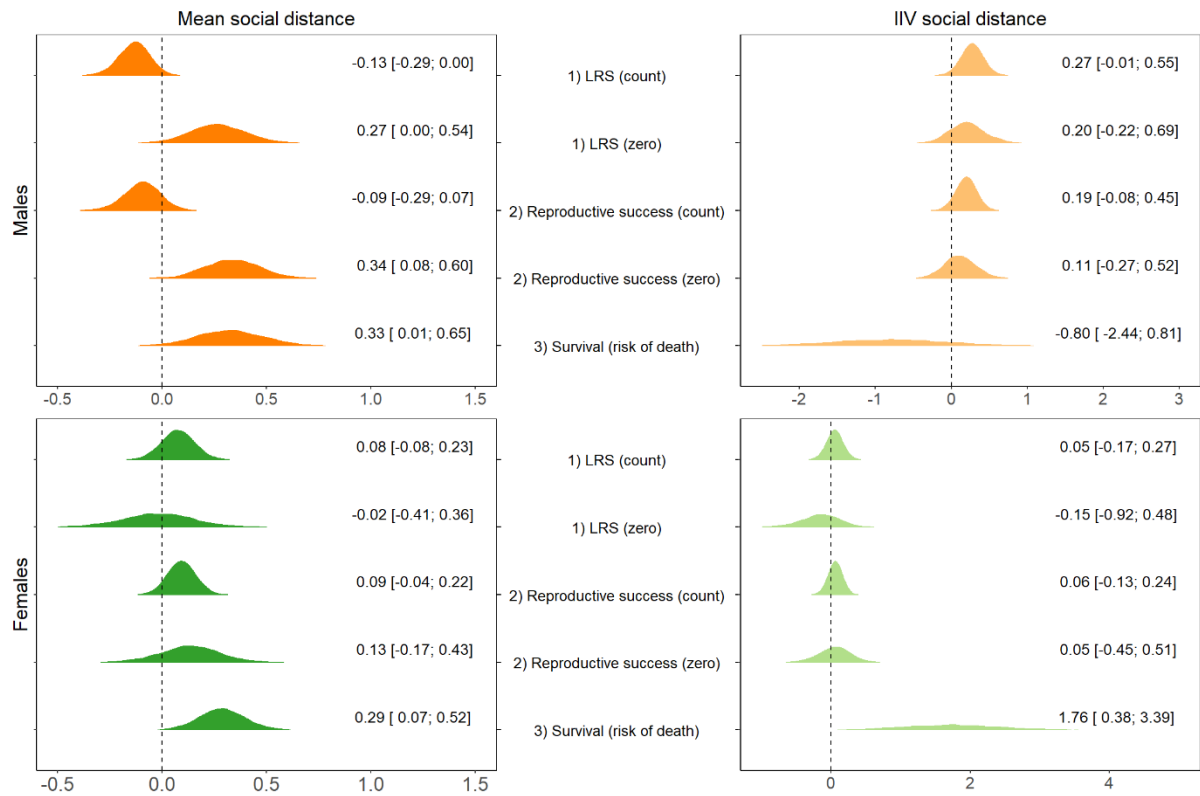 Mean social distance
IIV social distance
Males
-0.13 [-0.29; 0.00]
1) LRS (count)
0.27 [-0.01; 0.55]
0.27 [ 0.00; 0.54]
1) LRS (zero)
0.20 [-0.22; 0.69]
-0.09 [-0.29; 0.07]
2) Reproductive success (count)
0.19 [-0.08; 0.45]
0.34 [ 0.08; 0.60]
2) Reproductive success (zero)
0.11 [-0.27; 0.52]
0.33 [ 0.01; 0.65]
3) Survival (risk of death)
-0.80 [ -2.44; 0.81]
-0.5 0.0 0.5 1.0 1.5
-2 -1 0 1 2 3
Females
0.08 [-0.08; 0.23]
1) LRS (count)
0.05 [-0.17; 0.27]
-0.02 [-0.41; 0.36]
1) LRS (zero)
-0.15 [-0.92; 0.48]
0.09 [-0.04; 0.22]
2) Reproductive success (count)
0.06 [-0.13; 0.24]
0.13 [-0.17; 0.43]
2) Reproductive success (zero)
0.05 [-0.45; 0.51]
0.29 [ 0.07; 0.52]
3) Survival (risk of death)
1.76 [ 0.38; 3.39]
-0.5 0.0 0.5 1.0 1.5
0 2 4